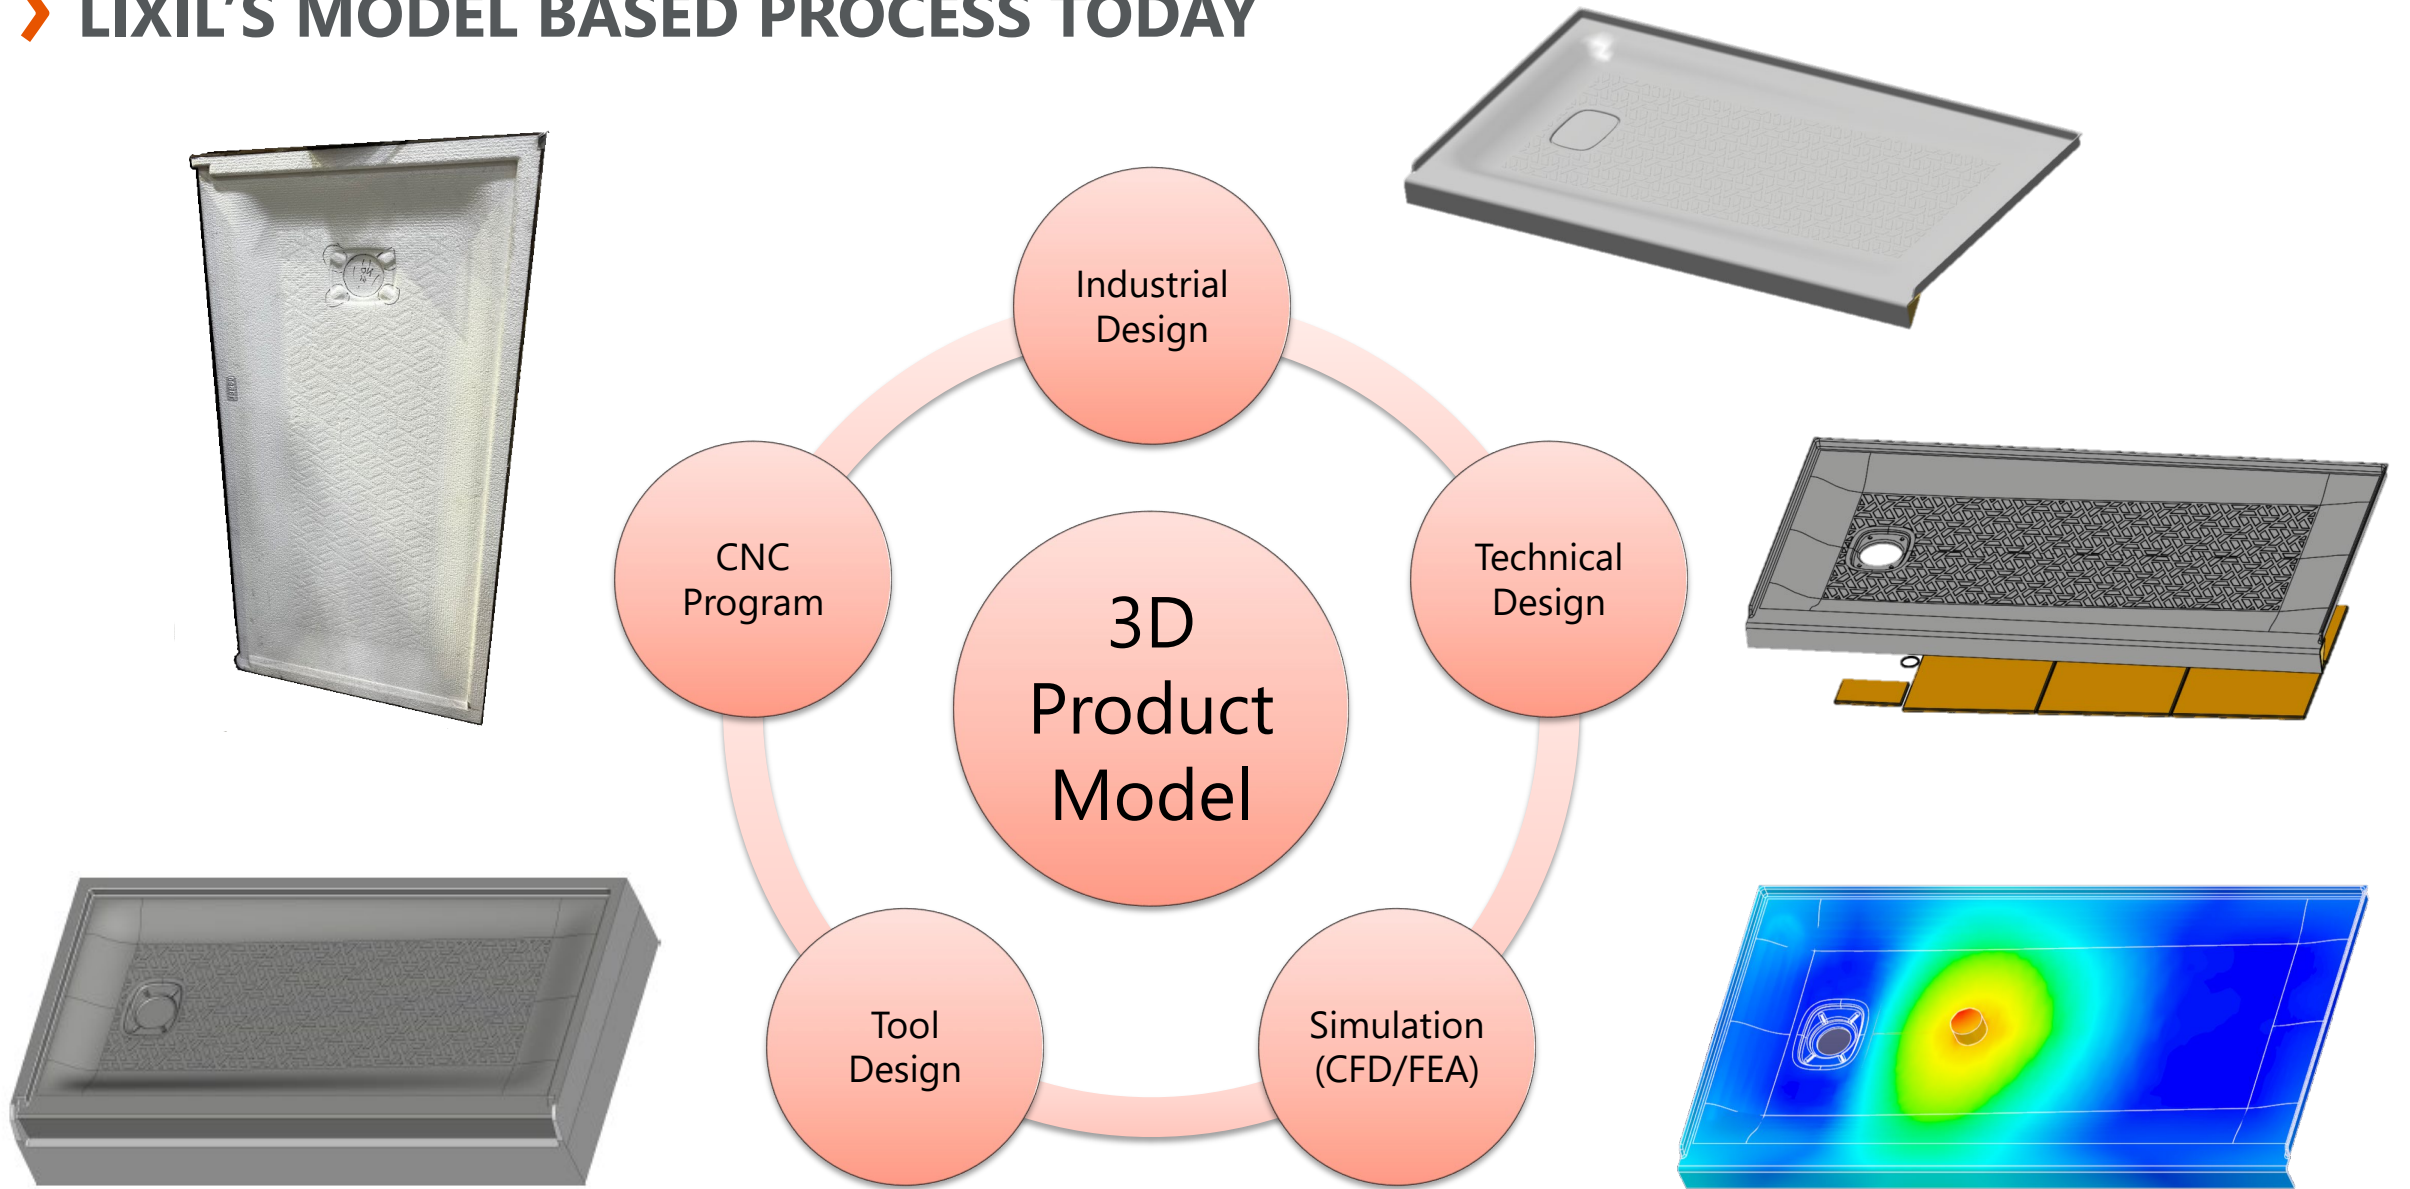 LIXIL'S MODEL BASED PROCESS TODAY
Industrial
Design
CNC
Program
Technical
Design
3D
Product
Model
Tool
Design
Simulation
(CFD/FEA)